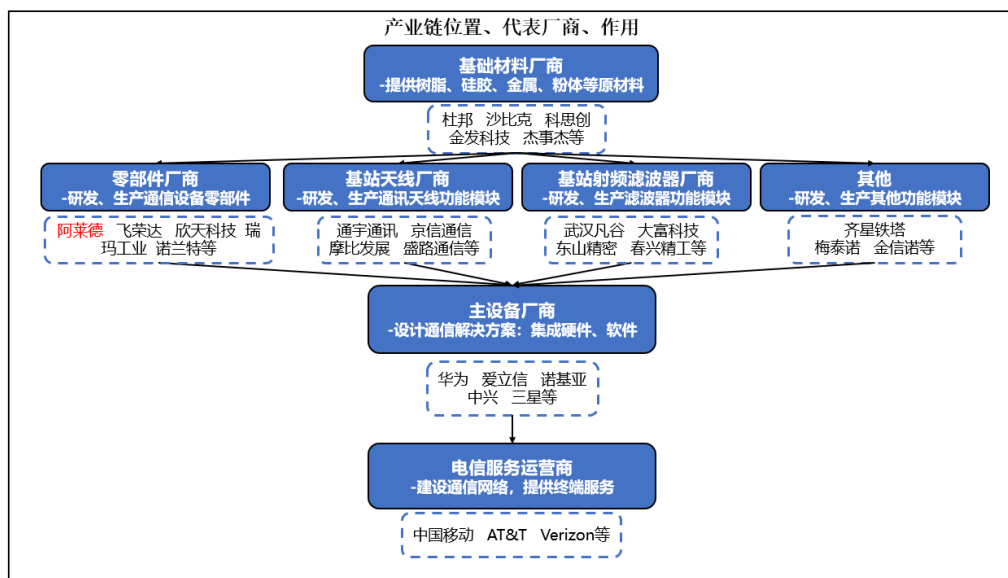 产业链位置、代表厂商、作用
基础材料厂商
-提供树脂、硅胶、金属、粉体等原材料
杜邦 沙比克 科思创
金发科技 杰事杰等
零部件厂商
-研发、生产通信设备零部件
阿莱德 飞荣达 欣天科技 瑞
玛工业 诺兰特等
基站天线厂商
-研发、生产通讯天线功能模块
通宇通讯 京信通信
摩比发展 盛路通信等
基站射频滤波器厂商
-研发、生产滤波器功能模块
武汉凡谷 大富科技
东山精密 春兴精工等
其他
-研发、生产其他功能模块
齐星铁塔
梅泰诺 金信诺等
主设备厂商
-设计通信解决方案：集成硬件、软件
华为 爱立信 诺基亚
中兴 三星等
电信服务运营商
-建设通信网络，提供终端服务
中国移动 AT&T Verizon等